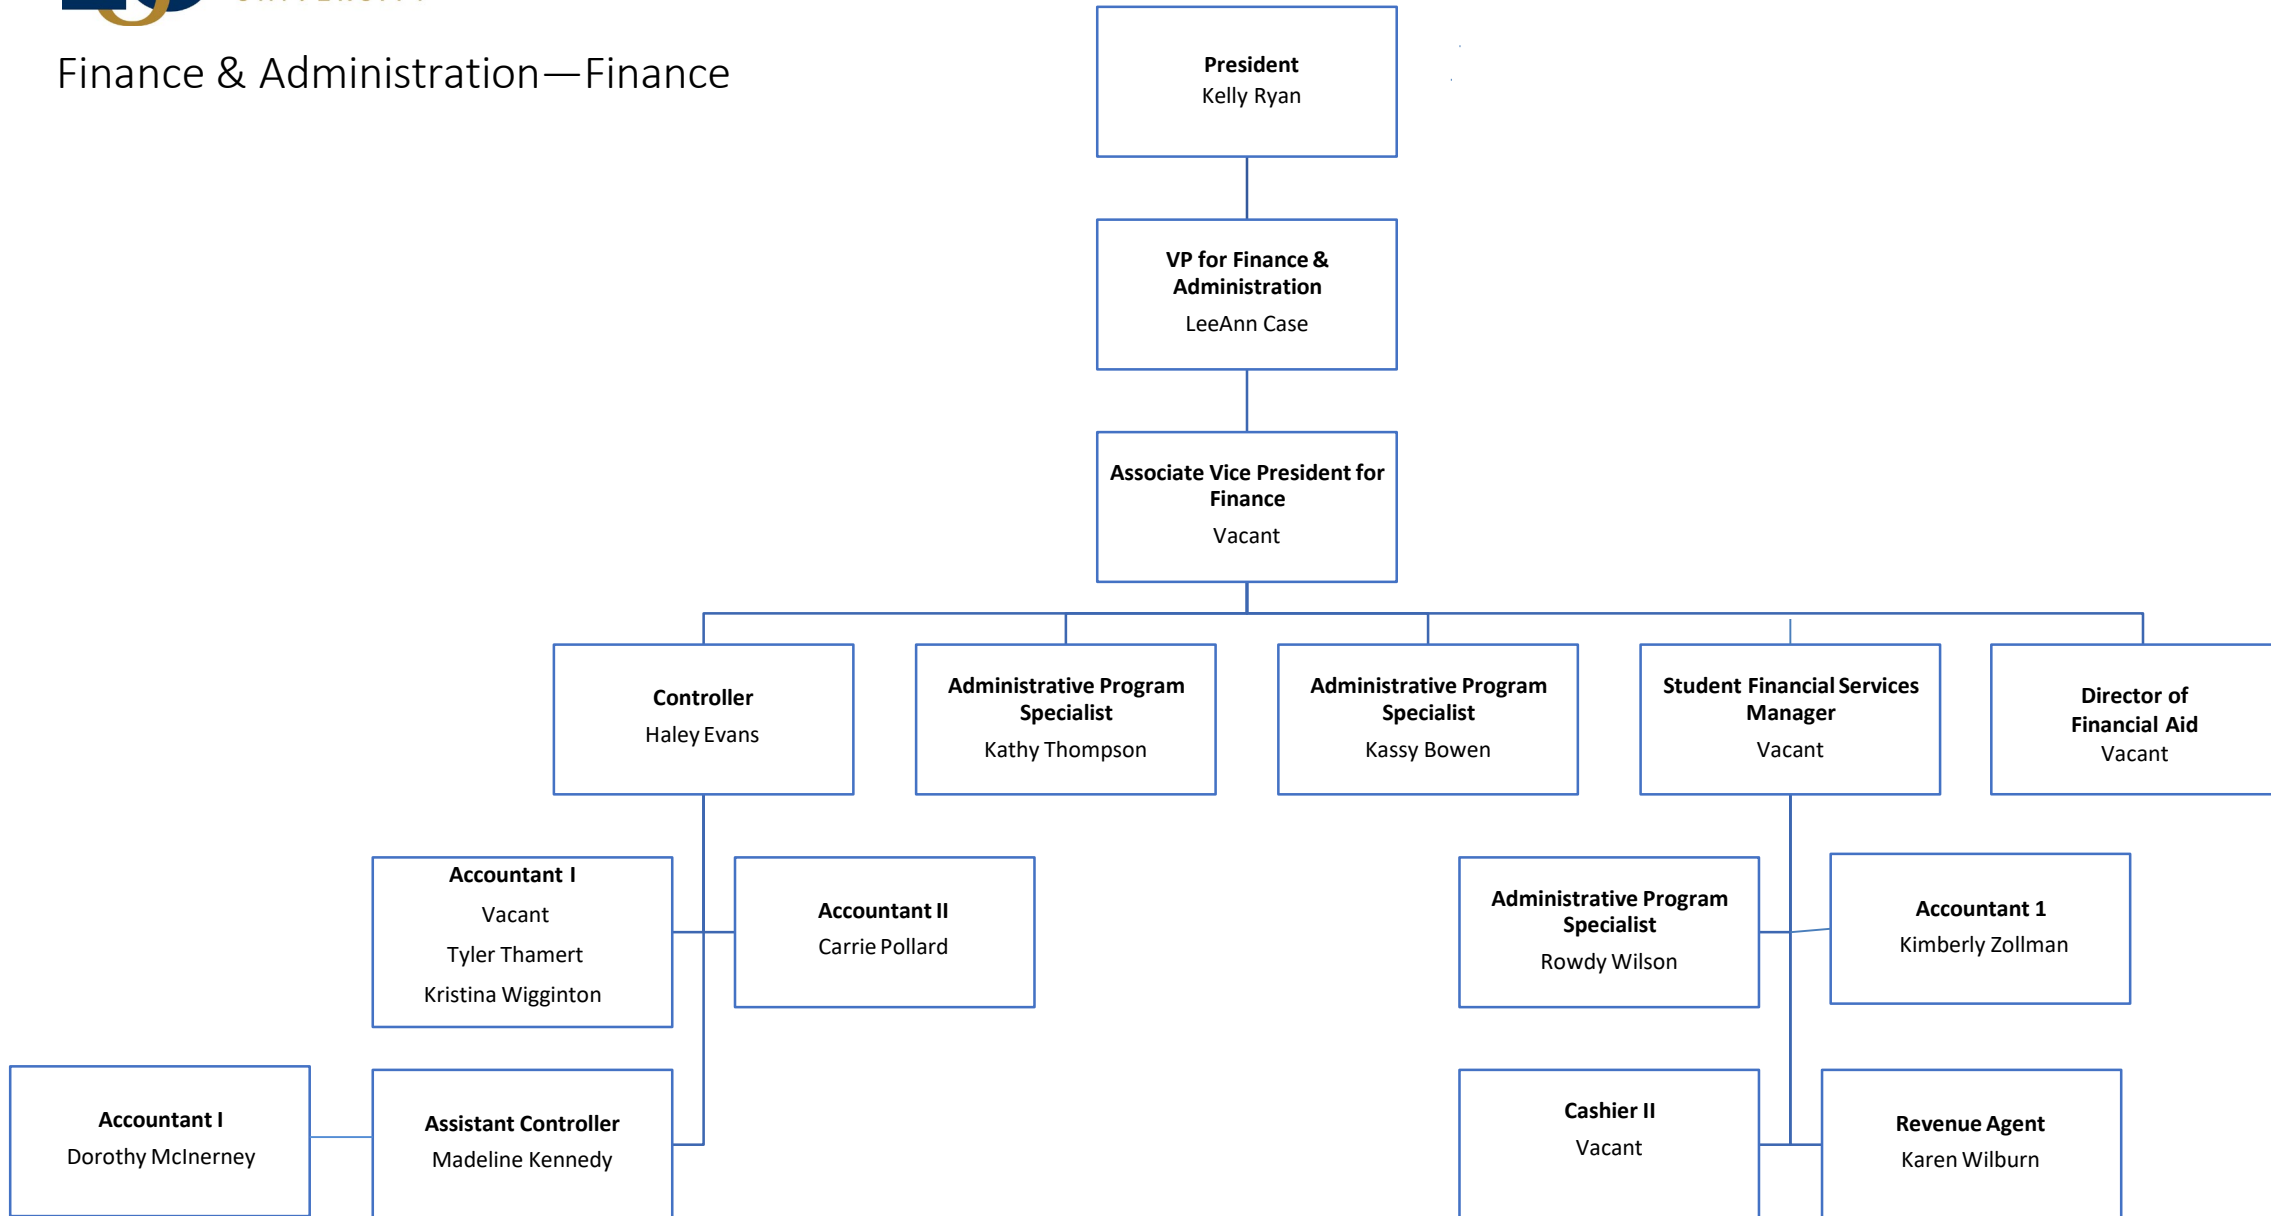 Finance & Administration—Finance
President
Kelly Ryan
VP for Finance &
Administration
LeeAnn Case
Associate Vice President for
Finance
Vacant
Controller
Haley Evans
Administrative Program
Specialist
Kathy Thompson
Administrative Program
Specialist
Kassy Bowen
Student Financial Services
Manager
Vacant
Director of
Financial Aid
Vacant
Accountant I
Vacant
Tyler Thamert
Kristina Wigginton
Accountant II
Carrie Pollard
Administrative Program
Specialist
Rowdy Wilson
Accountant 1
Kimberly Zollman
Accountant I
Dorothy McInerney
Assistant Controller
Madeline Kennedy
Cashier II
Vacant
Revenue Agent
Karen Wilburn